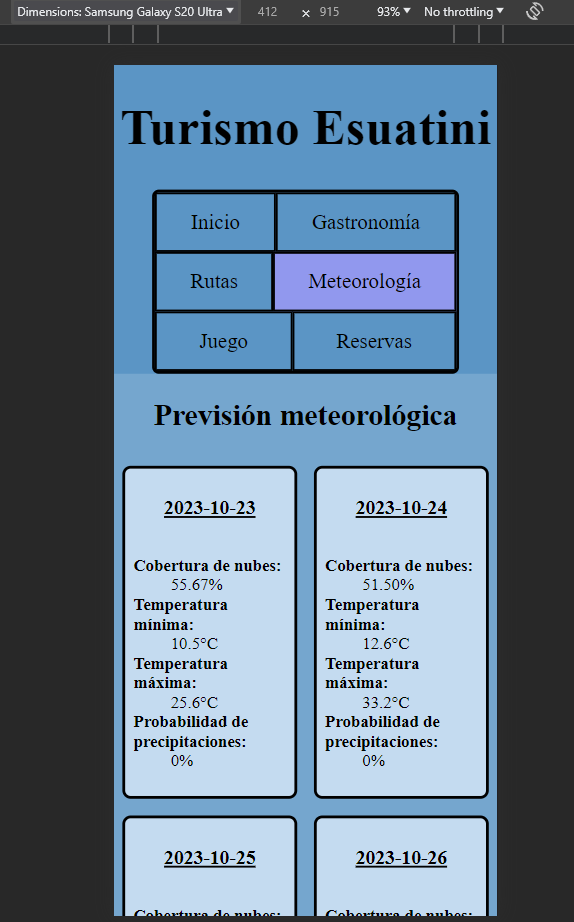 Dimensions: Samsung Galaxy S20 Ultra ▼ 412 × 915 93% ▼ No throttling ▼
Turismo Esuatini
Inicio Gastronomía
Rutas Meteorología
Juego Reservas
Previsión meteorológica
2023-10-23
Cobertura de nubes:
55.67%
Temperatura
mínima:
10.5°C
Temperatura
máxima:
25.6°C
Probabilidad de
precipitaciones:
0%
2023-10-24
Cobertura de nubes:
51.50%
Temperatura
mínima:
12.6°C
Temperatura
máxima:
33.2°C
Probabilidad de
precipitaciones:
0%
2023-10-25
Cobertura de nubes:
2023-10-26
Cobertura de nubes: